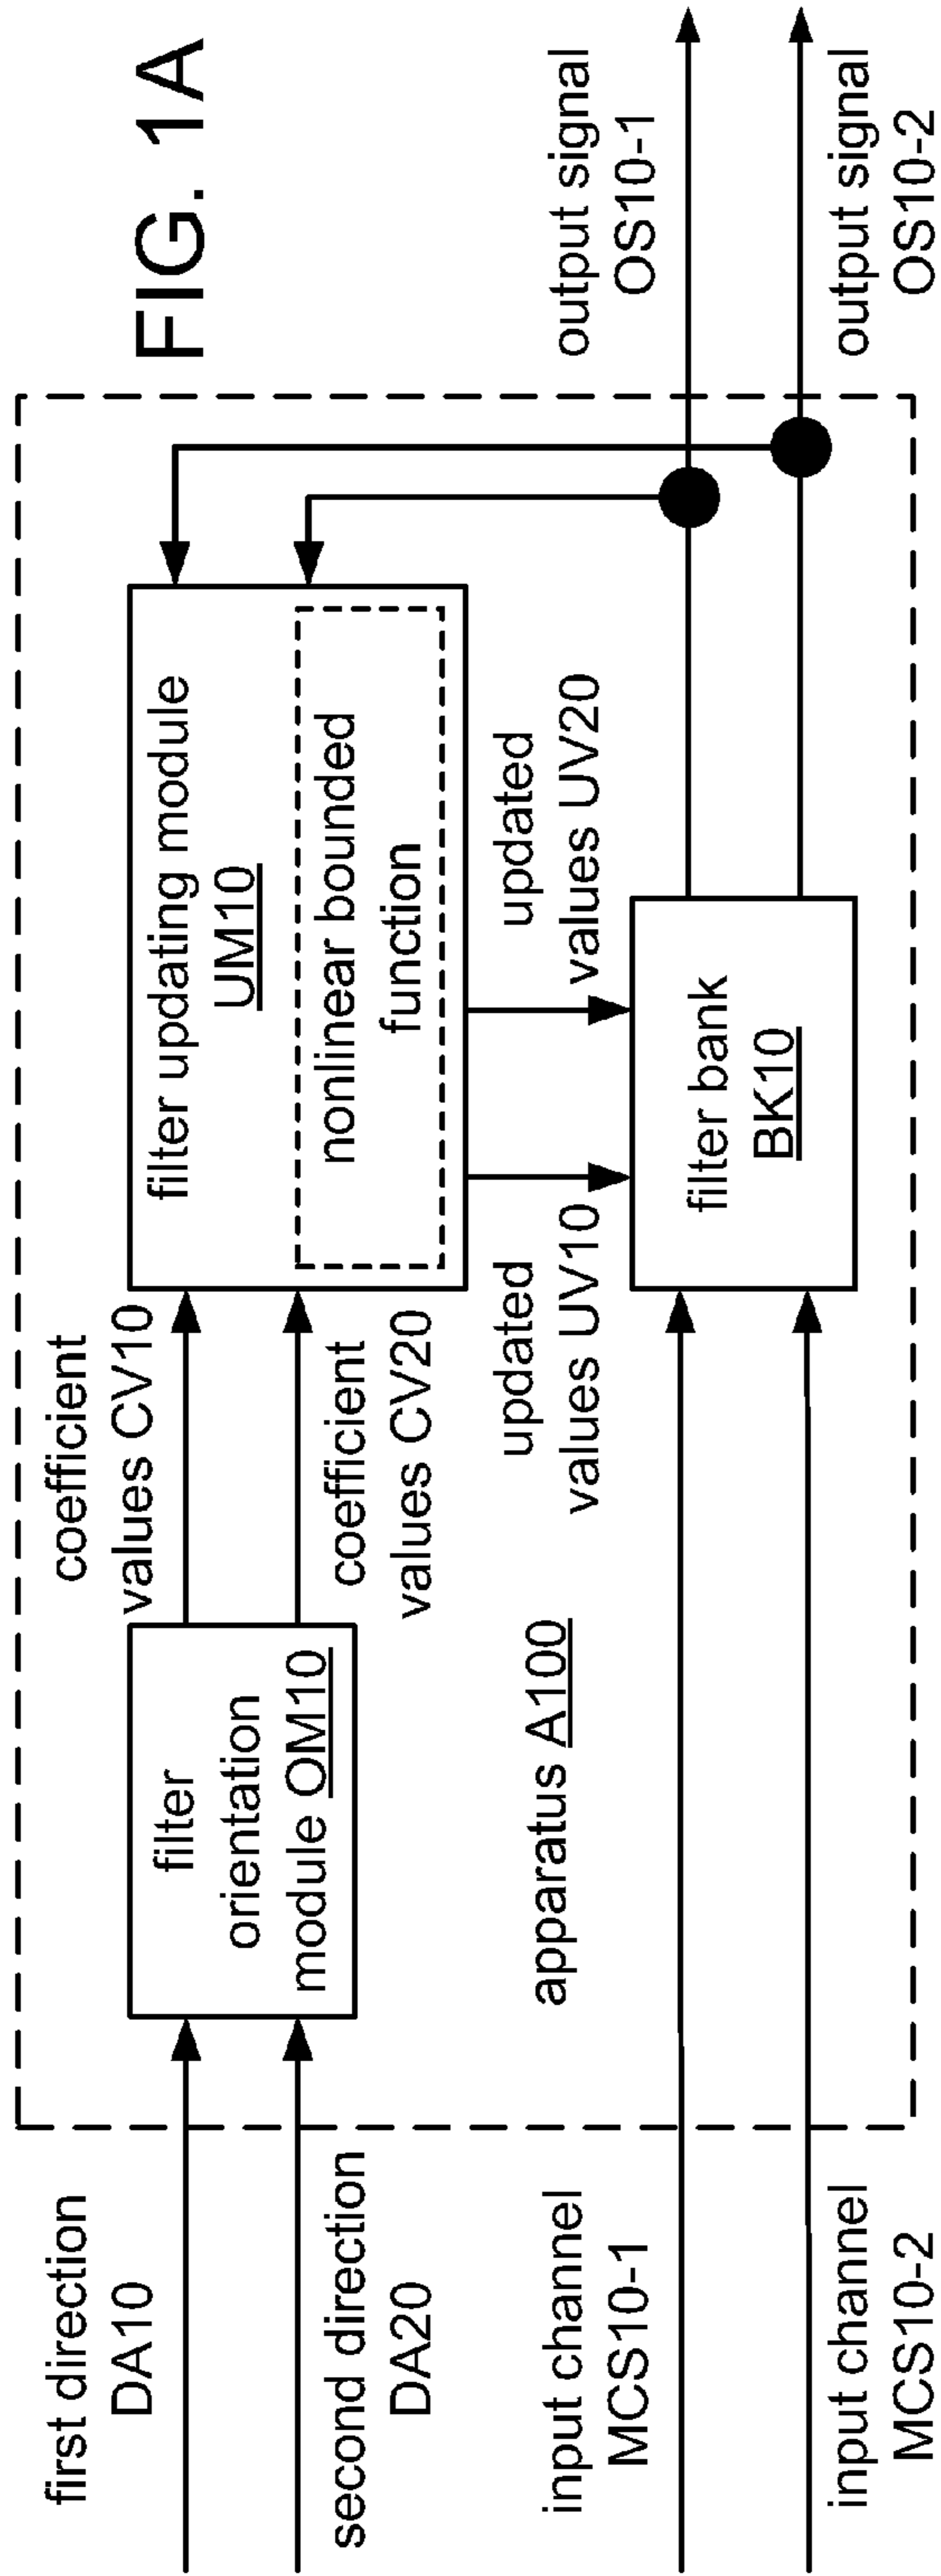 FIG. 1A
first direction
DA10
second direction
DA20
filter
orientation
module OM10
coefficient
values CV10
coefficient
values CV20
filter updating module
UM10
nonlinear bounded
function
updated
values UV10
updated
values UV20
apparatus A100
input channel
MCS10-1
input channel
MCS10-2
filter bank
BK10
output signal
OS10-1
output signal
OS10-2